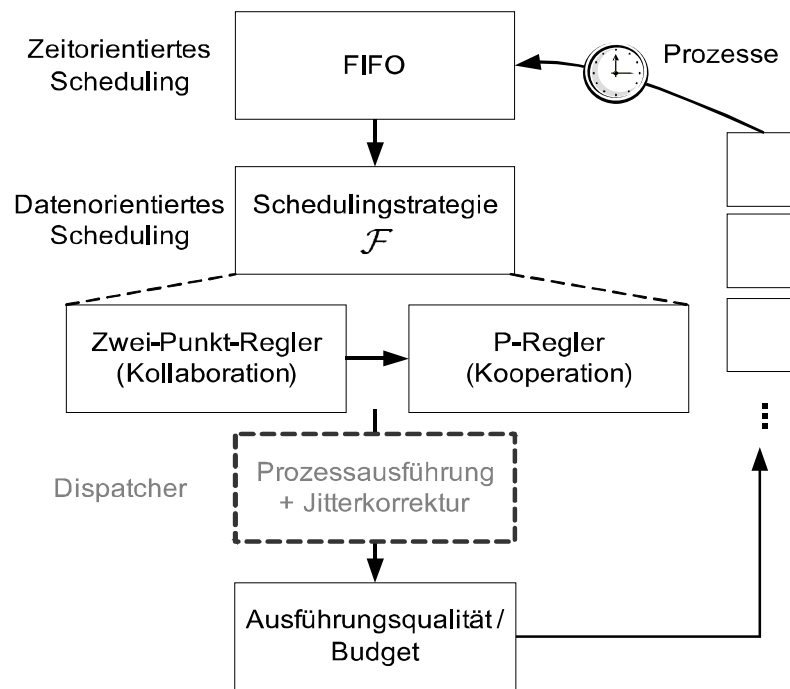 Zeitorientiertes
Scheduling
FIFO
Prozesse
Datenorientiertes
Scheduling
Schedulingstrategie
ℱ
Zwei-Punkt-Regler
(Kollaboration)
P-Regler
(Kooperation)
Dispatcher
Prozessausführung
+ Jitterkorrektur
Ausführungsqualität/
Budget